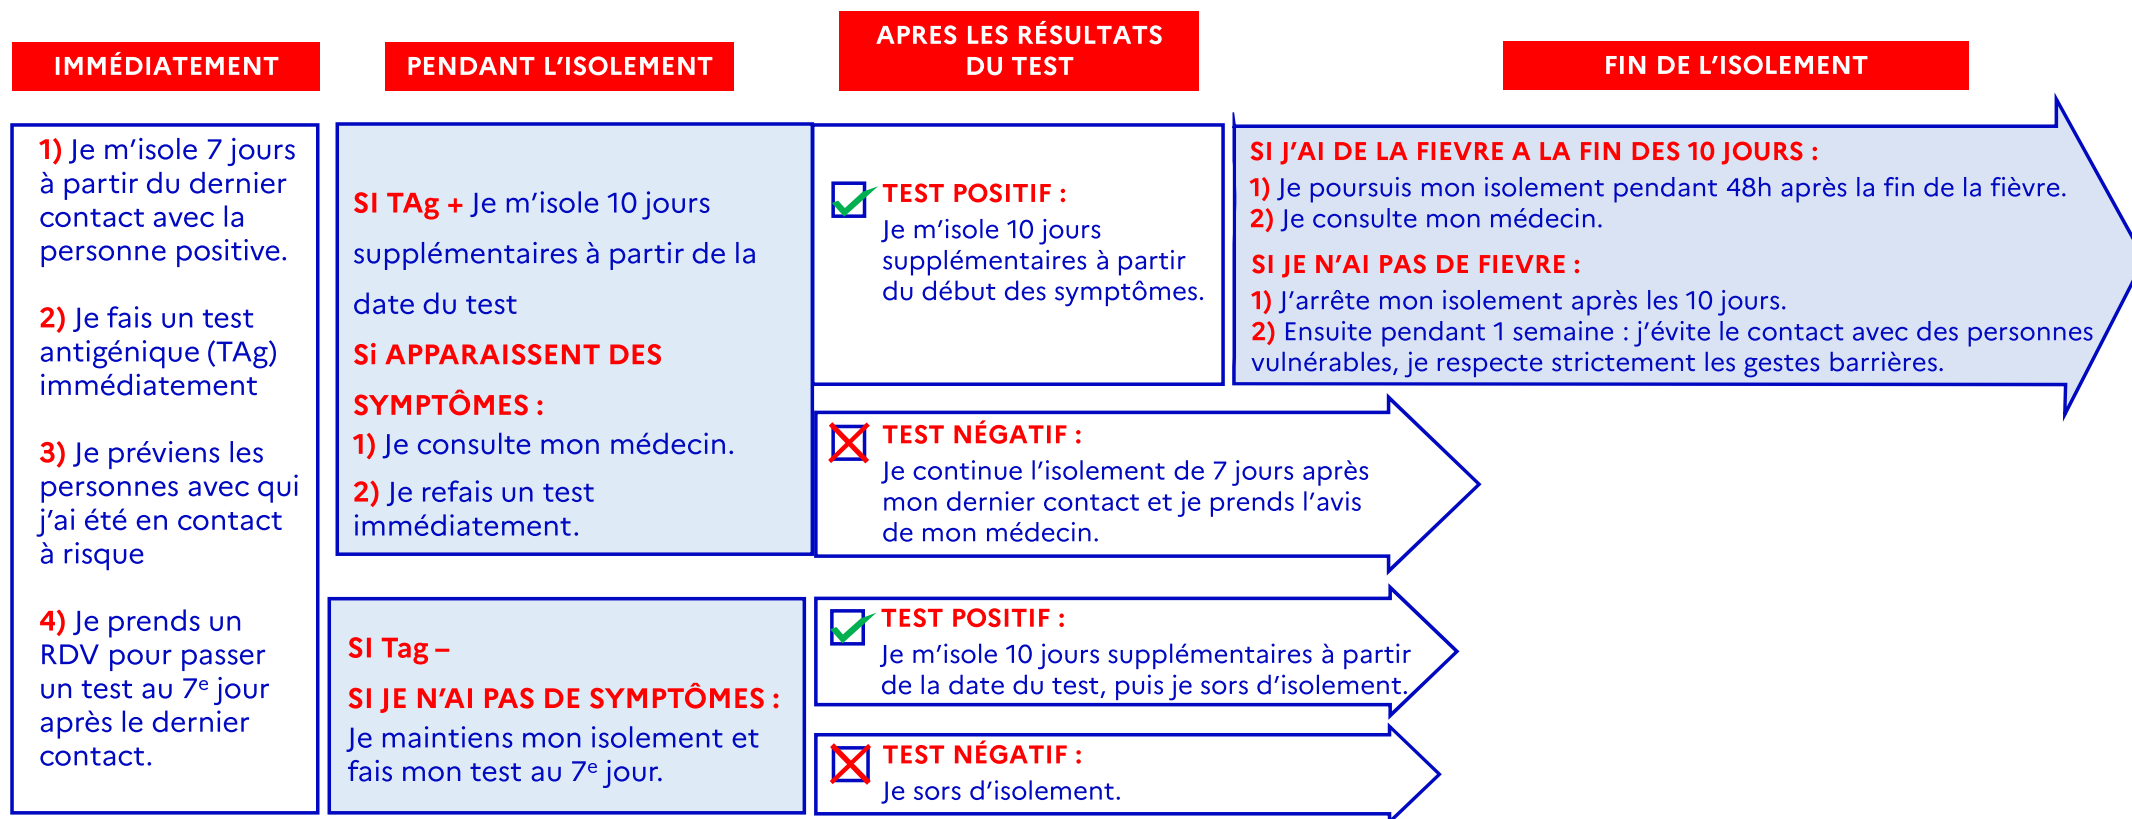 IMMÉDIATEMENT
PENDANT L'ISOLEMENT
APRES LES RÉSULTATS
DU TEST
FIN DE L'ISOLEMENT
1) Je m'isole 7 jours
à partir du dernier
contact avec la
personne positive.
2) Je fais un test
antigénique (TAg)
immédiatement
3) Je préviens les
personnes avec qui
j'ai été en contact
à risque
4) Je prends un
RDV pour passer
un test au 7e jour
après le dernier
contact.
SI TAg + Je m'isole 10 jours
supplémentaires à partir de la
date du test
Si APPARAISSENT DES
SYMPTÔMES :
1) Je consulte mon médecin.
2) Je refais un test
immédiatement.
TEST POSITIF :
Je m'isole 10 jours
supplémentaires à partir
du début des symptômes.
SI J'AI DE LA FIEVRE A LA FIN DES 10 JOURS :
1) Je poursuis mon isolement pendant 48h après la fin de la fièvre.
2) Je consulte mon médecin.
SI JE N'AI PAS DE FIEVRE :
1) J'arrête mon isolement après les 10 jours.
2) Ensuite pendant 1 semaine : j'évite le contact avec des personnes
vulnérables, je respecte strictement les gestes barrières.
TEST NÉGATIF :
Je continue l'isolement de 7 jours après
mon dernier contact et je prends l'avis
de mon médecin.
SI Tag –
SI JE N'AI PAS DE SYMPTÔMES :
Je maintiens mon isolement et
fais mon test au 7e jour.
TEST POSITIF :
Je m'isole 10 jours supplémentaires à partir
de la date du test, puis je sors d'isolement.
TEST NÉGATIF :
Je sors d'isolement.